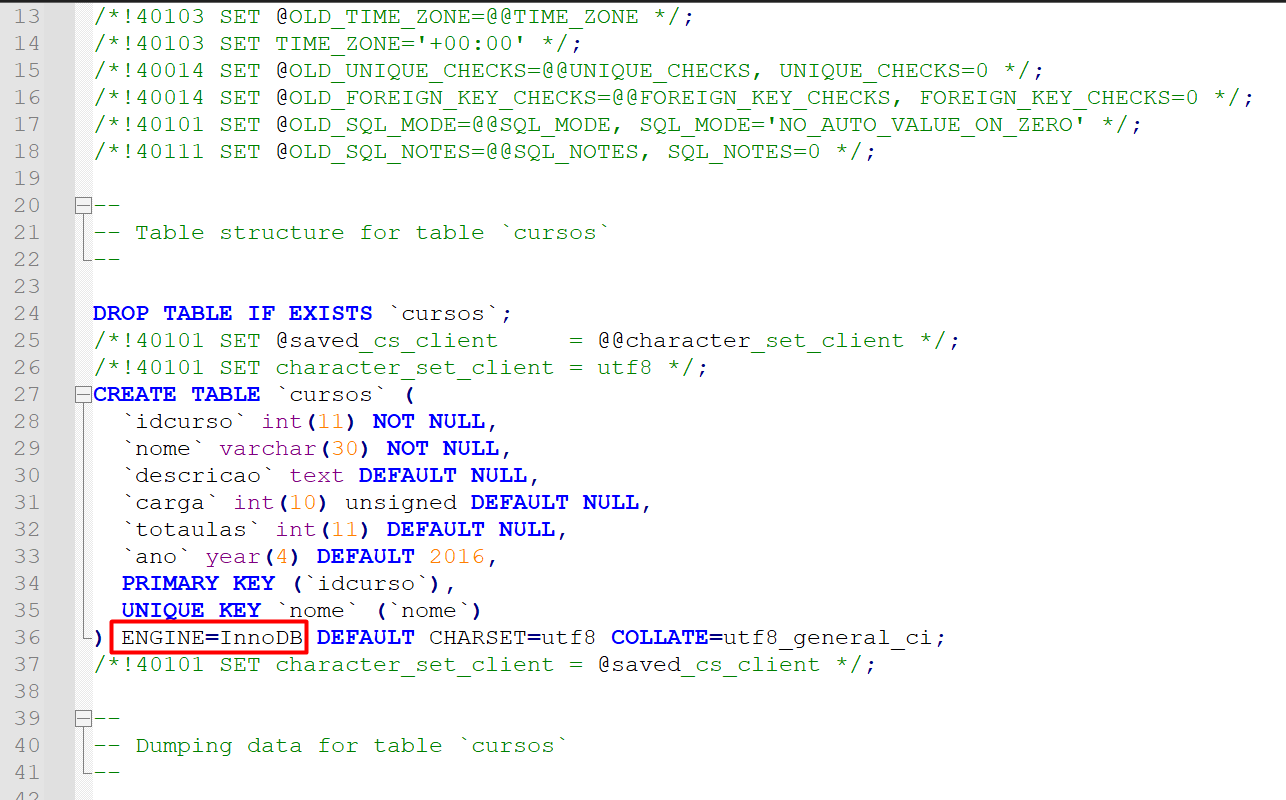 13 /*!40103 SET @OLD_TIME_ZONE=@@TIME_ZONE */;
14 /*!40103 SET TIME_ZONE='+00:00' */;
15 /*!40014 SET @OLD_UNIQUE_CHECKS=@@UNIQUE_CHECKS, UNIQUE_CHECKS=0 */;
16 /*!40014 SET @OLD_FOREIGN_KEY_CHECKS=@@FOREIGN_KEY_CHECKS, FOREIGN_KEY_CHECKS=0 */;
17 /*!40101 SET @OLD_SQL_MODE=@@SQL_MODE, SQL_MODE='NO_AUTO_VALUE_ON_ZERO' */;
18 /*!40111 SET @OLD_SQL_NOTES=@@SQL_NOTES, SQL_NOTES=0 */;
19
20 --
21 -- Table structure for table `cursos`
22 --
23
24 DROP TABLE IF EXISTS `cursos`;
25 /*!40101 SET @saved_cs_client     = @@character_set_client */;
26 /*!40101 SET character_set_client = utf8 */;
27 CREATE TABLE `cursos` (
28   `idcurso` int(11) NOT NULL,
29   `nome` varchar(30) NOT NULL,
30   `descricao` text DEFAULT NULL,
31   `carga` int(10) unsigned DEFAULT NULL,
32   `totaulas` int(11) DEFAULT NULL,
33   `ano` year(4) DEFAULT 2016,
34   PRIMARY KEY (`idcurso`),
35   UNIQUE KEY `nome` (`nome`)
36 ) ENGINE=InnoDB DEFAULT CHARSET=utf8 COLLATE=utf8_general_ci;
37 /*!40101 SET character_set_client = @saved_cs_client */;
38
39 --
40 -- Dumping data for table `cursos`
41 --
42